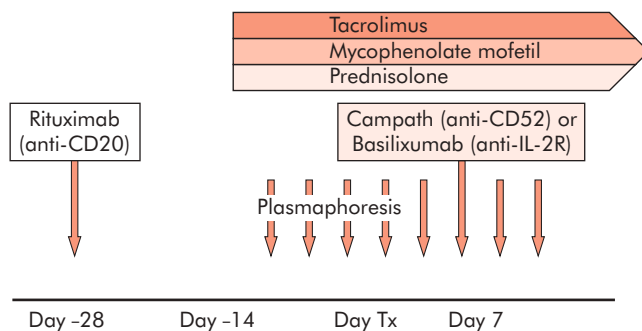 Tacrolimus
Mycophenolate mofetil
Prednisolone
Rituximab
(anti-CD20)
Campath (anti-CD52) or
Basilixumab (anti-IL-2R)
Plasmaphoresis
Day –28
Day –14
Day Tx
Day 7